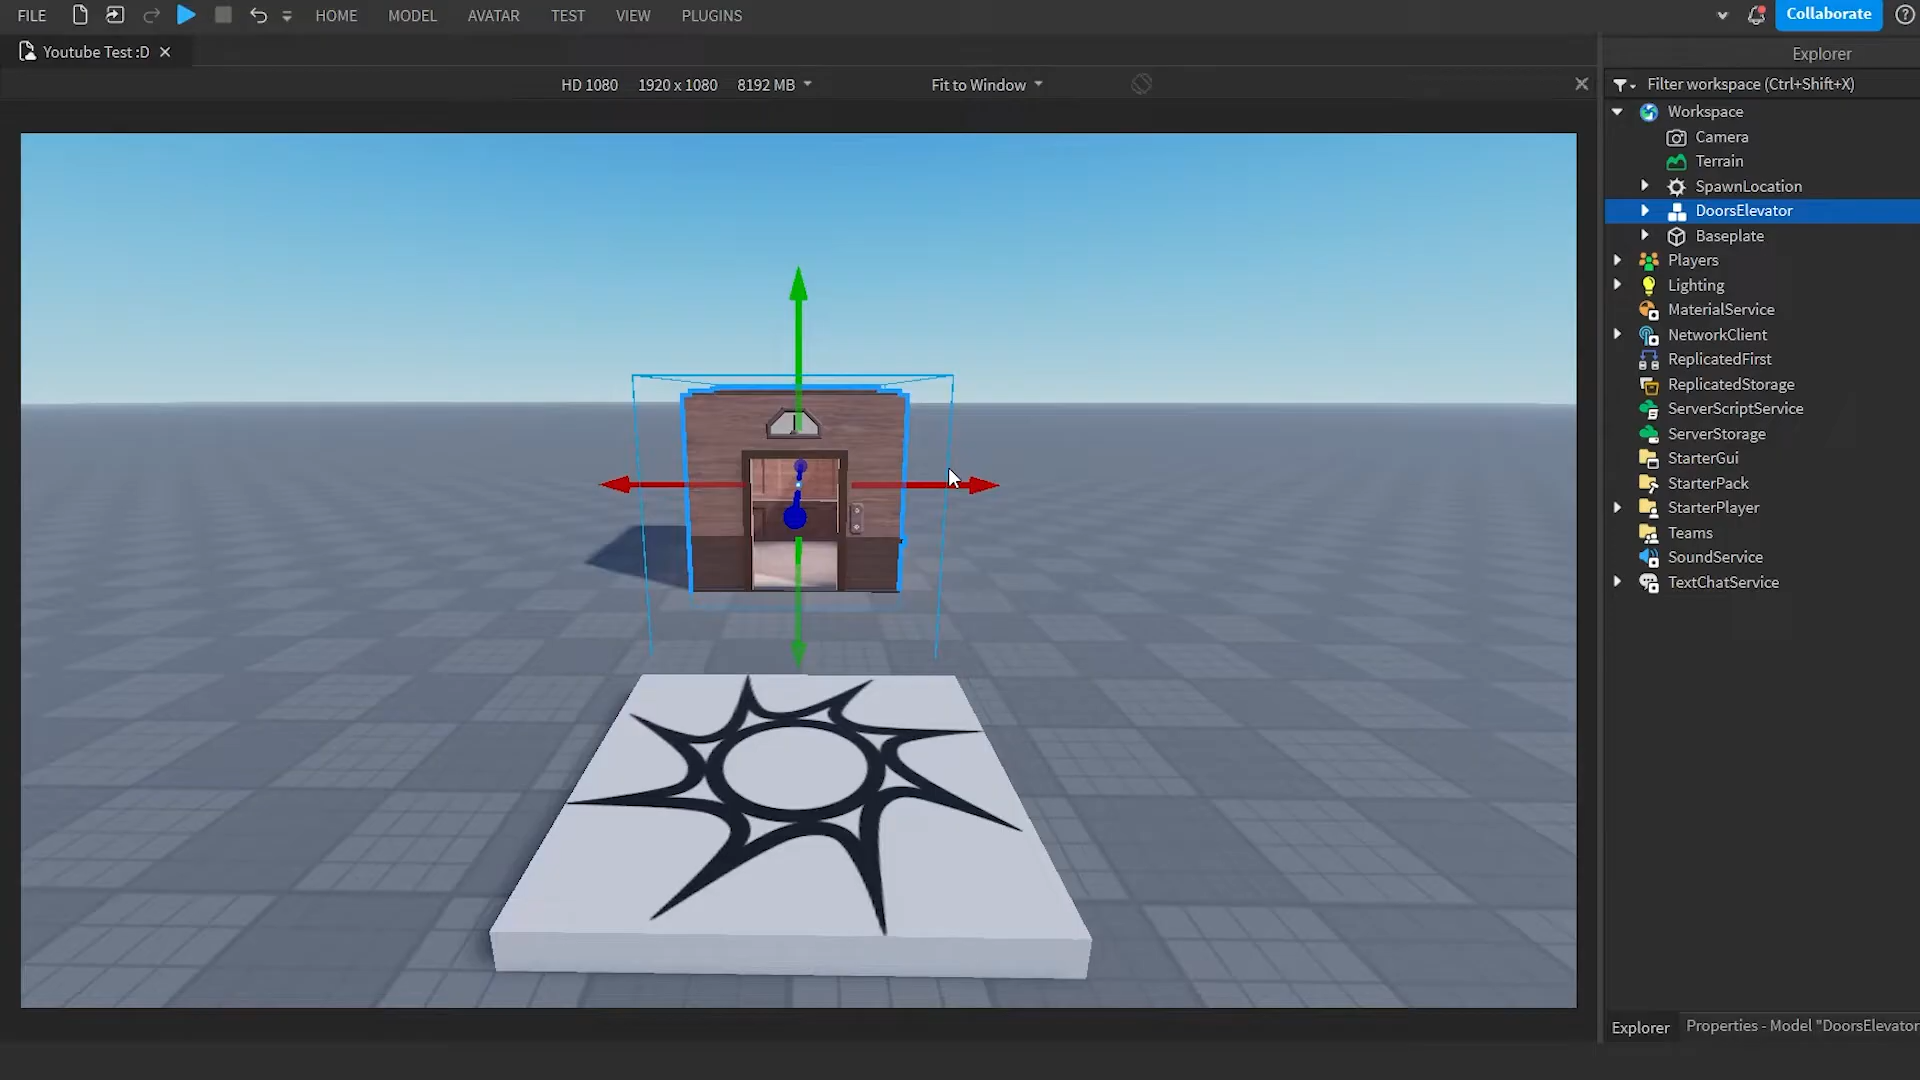 FILE HOME MODEL AVATAR TEST VIEW PLUGINS Collaborate
Youtube Test :D
Explorer
HD 1080 1920 x 1080 8192 MB Fit to Window
Filter workspace (Ctrl+Shift+X)
Workspace
Camera
Terrain
SpawnLocation
DoorsElevator
Baseplate
Players
Lighting
MaterialService
NetworkClient
ReplicatedFirst
ReplicatedStorage
ServerScriptService
ServerStorage
StarterGui
StarterPack
StarterPlayer
Teams
SoundService
TextChatService
Explorer Properties - Model "DoorsElevator